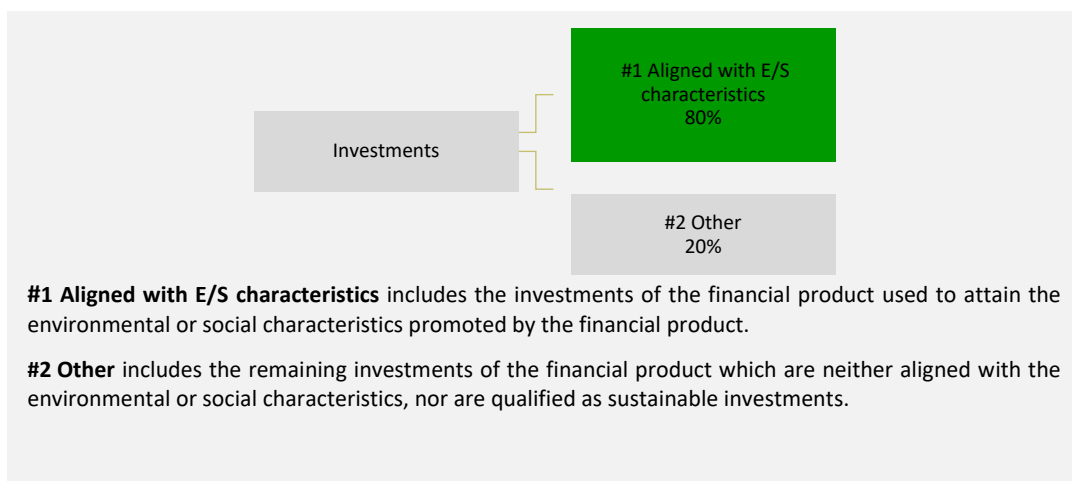 #1 Aligned with E/S
characteristics
80%
Investments
#2 Other
20%
#1 Aligned with E/S characteristics includes the investments of the financial product used to attain the
environmental or social characteristics promoted by the financial product.
#2 Other includes the remaining investments of the financial product which are neither aligned with the
environmental or social characteristics, nor are qualified as sustainable investments.